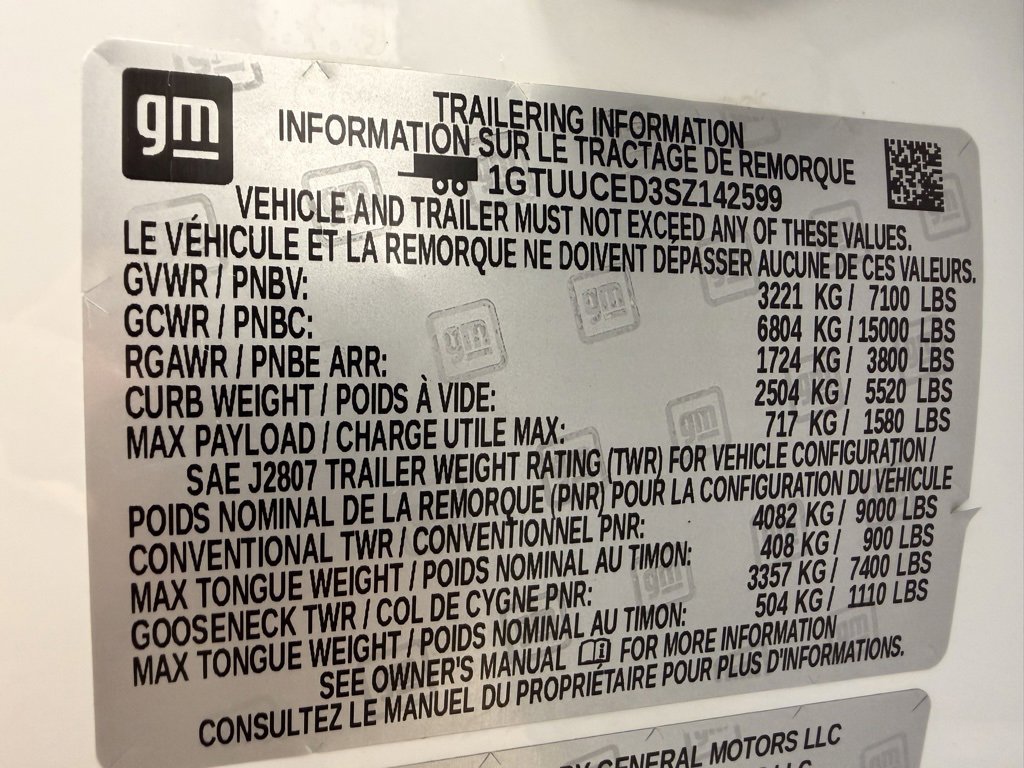 gm
TRAILERING INFORMATION
INFORMATION SUR LE TRACTAGE DE REMORQUE
1GTUUCED3SZ142599
VEHICLE AND TRAILER MUST NOT EXCEED ANY OF THESE VALUES.
LE VÉHICULE ET LA REMORQUE NE DOIVENT DÉPASSER AUCUNE DE CES VALEURS.
GVWR / PNBV: 3221 KG / 7100 LBS
GCWR / PNBC: 6804 KG / 15000 LBS
RGAWR / PNBE ARR: 1724 KG / 3800 LBS
CURB WEIGHT / POIDS À VIDE: 2504 KG / 5520 LBS
MAX PAYLOAD / CHARGE UTILE MAX: 717 KG / 1580 LBS
SAE J2807 TRAILER WEIGHT RATING (TWR) FOR VEHICLE CONFIGURATION /
POIDS NOMINAL DE LA REMORQUE (PNR) POUR LA CONFIGURATION DU VÉHICULE
CONVENTIONAL TWR / CONVENTIONNEL PNR: 4082 KG / 9000 LBS
MAX TONGUE WEIGHT / POIDS NOMINAL AU TIMON: 408 KG / 900 LBS
GOOSENECK TWR / COL DE CYGNE PNR: 3357 KG / 7400 LBS
MAX TONGUE WEIGHT / POIDS NOMINAL AU TIMON: 504 KG / 1110 LBS
SEE OWNER'S MANUAL FOR MORE INFORMATION
CONSULTEZ LE MANUEL DU PROPRIÉTAIRE POUR PLUS D'INFORMATIONS.
BY GENERAL MOTORS LLC
LLC